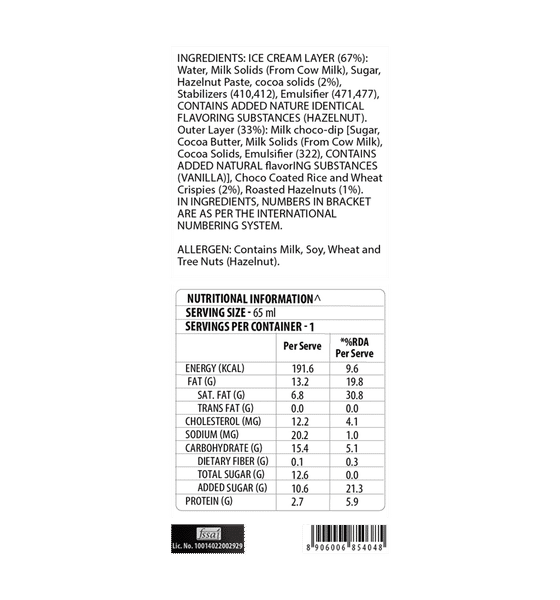 INGREDIENTS: ICE CREAM LAYER (67%):
Water, Milk Solids (From Cow Milk), Sugar,
Hazelnut Paste, cocoa solids (2%),
Stabilizers (410,412), Emulsifier (471,477),
CONTAINS ADDED NATURE IDENTICAL
FLAVORING SUBSTANCES (HAZELNUT).
Outer Layer (33%): Milk choco-dip [Sugar,
Cocoa Butter, Milk Solids (From Cow Milk),
Cocoa Solids, Emulsifier (322), CONTAINS
ADDED NATURAL flavorING SUBSTANCES
(VANILLA)], Choco Coated Rice and Wheat
Crispies (2%), Roasted Hazelnuts (1%).
IN INGREDIENTS, NUMBERS IN BRACKET
ARE AS PER THE INTERNATIONAL
NUMBERING SYSTEM.
ALLERGEN: Contains Milk, Soy, Wheat and
Tree Nuts (Hazelnut).
NUTRITIONAL INFORMATION^
SERVING SIZE - 65 ml
SERVINGS PER CONTAINER - 1
Per Serve *%RDA Per Serve
ENERGY (KCAL) 191.6 9.6
FAT (G) 13.2 19.8
SAT. FAT (G) 6.8 30.8
TRANS FAT (G) 0.0 0.0
CHOLESTEROL (MG) 12.2 4.1
SODIUM (MG) 20.2 1.0
CARBOHYDRATE (G) 15.4 5.1
DIETARY FIBER (G) 0.1 0.3
TOTAL SUGAR (G) 12.6 0.0
ADDED SUGAR (G) 10.6 21.3
PROTEIN (G) 2.7 5.9
fssai
Lic. No. 10014022002929
8 906006 854048